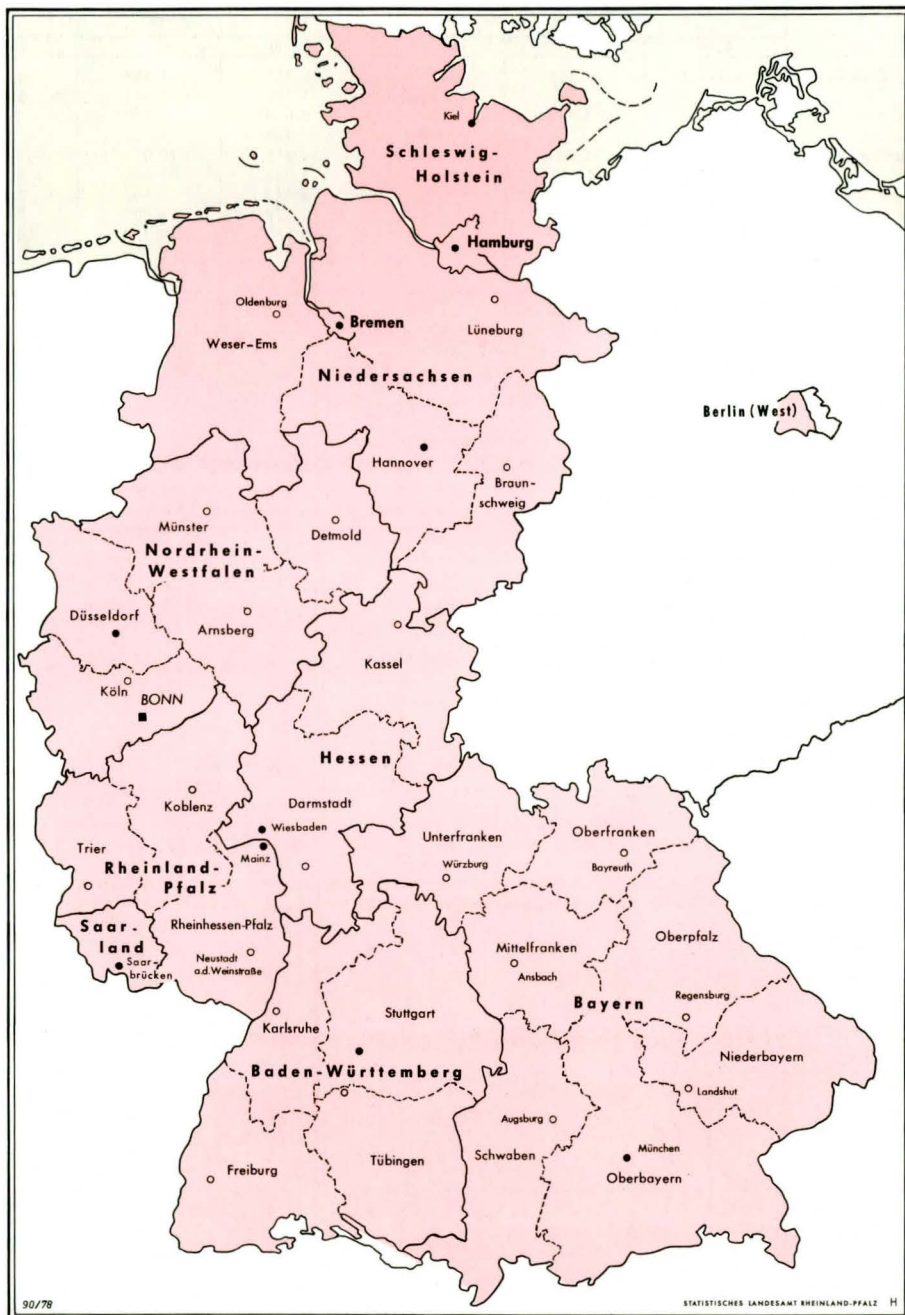 Kiel
Schleswig-
Holstein
Hamburg
Oldenburg
Bremen
Lüneburg
Weser-Ems
Niedersachsen
Berlin (West)
Hannover
Braun-
schweig
Münster
Detmold
Nordrhein-
Westfalen
Düsseldorf
Arnsberg
Kassel
Köln
BONN
Hessen
Koblenz
Darmstadt
Wiesbaden
Mainz
Trier
Rheinland-
Pfalz
Unterfranken
Würzburg
Oberfranken
Bayreuth
Saar-
land
Saar-
brücken
Rheinhessen-Pfalz
Neustadt
a.d.Weinstraße
Mittelfranken
Ansbach
Oberpfalz
Bayern
Regensburg
Karlsruhe
Stuttgart
Baden-Württemberg
Niederbayern
Landshut
Augsburg
Schwaben
München
Oberbayern
Freiburg
Tübingen
90/78
STATISTISCHES LANDESAMT RHEINLAND-PFALZ H